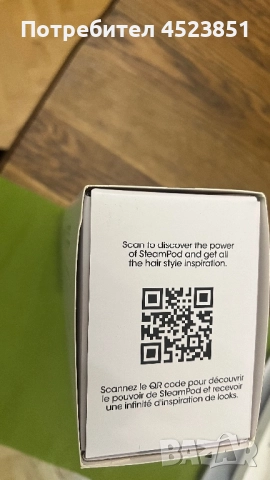 Потребител 4523851
Scan to discover the power
of SteamPod and get all
the hair style inspiration.
Scannez le QR code pour découvrir
le pouvoir de SteamPod et recevoir
une infinité d'inspiration de looks.
BAZAR